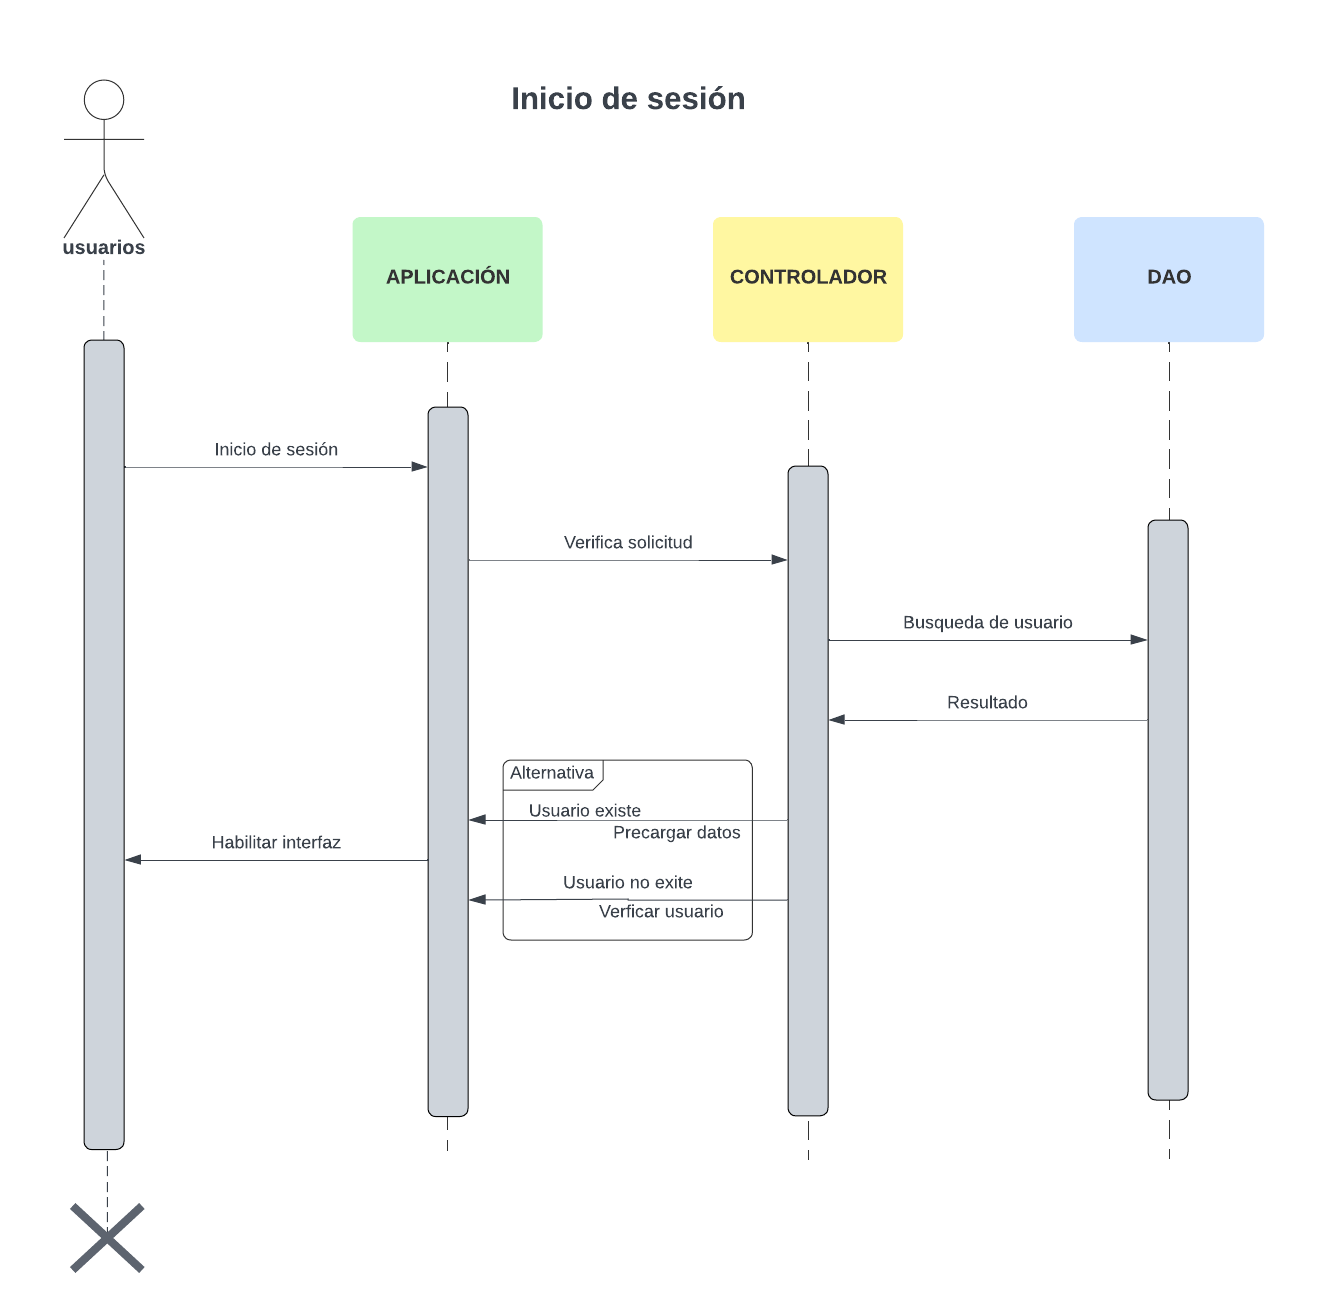 Inicio de sesión
usuarios
APLICACIÓN
CONTROLADOR
DAO
Inicio de sesión
Verifica solicitud
Busqueda de usuario
Resultado
Alternativa
Usuario existe
Precargar datos
Habilitar interfaz
Usuario no exite
Verficar usuario